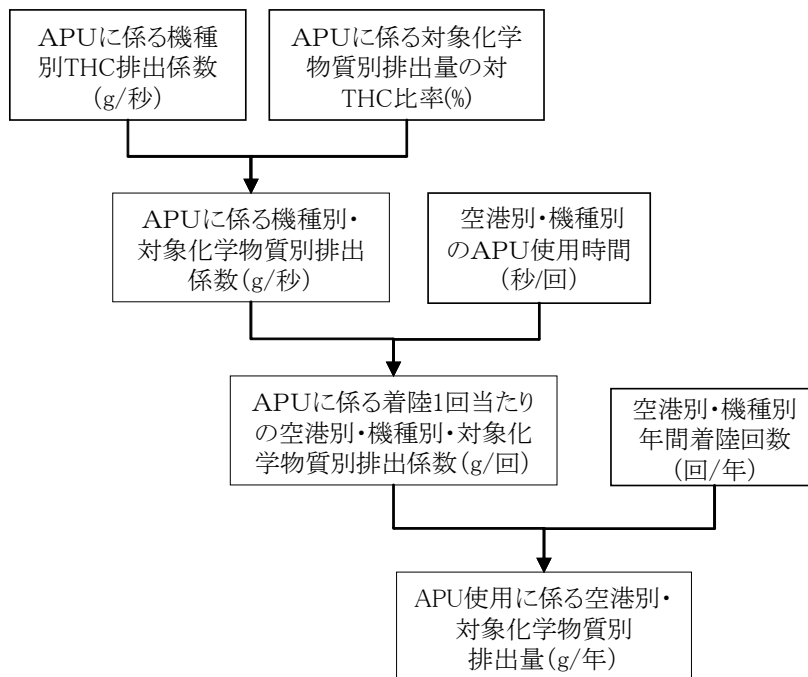 APUに係る機種
別THC排出係数
(g/秒)
APUに係る対象化学
物質別排出量の対
THC比率(%)
APUに係る機種別・
対象化学物質別排出
係数(g/秒)
空港別・機種別
のAPU使用時間
(秒/回)
APUに係る着陸1回当たり
の空港別・機種別・対象化
学物質別排出係数(g/回)
空港別・機種別
年間着陸回数
(回/年)
APU使用に係る空港別・
対象化学物質別
排出量(g/年)